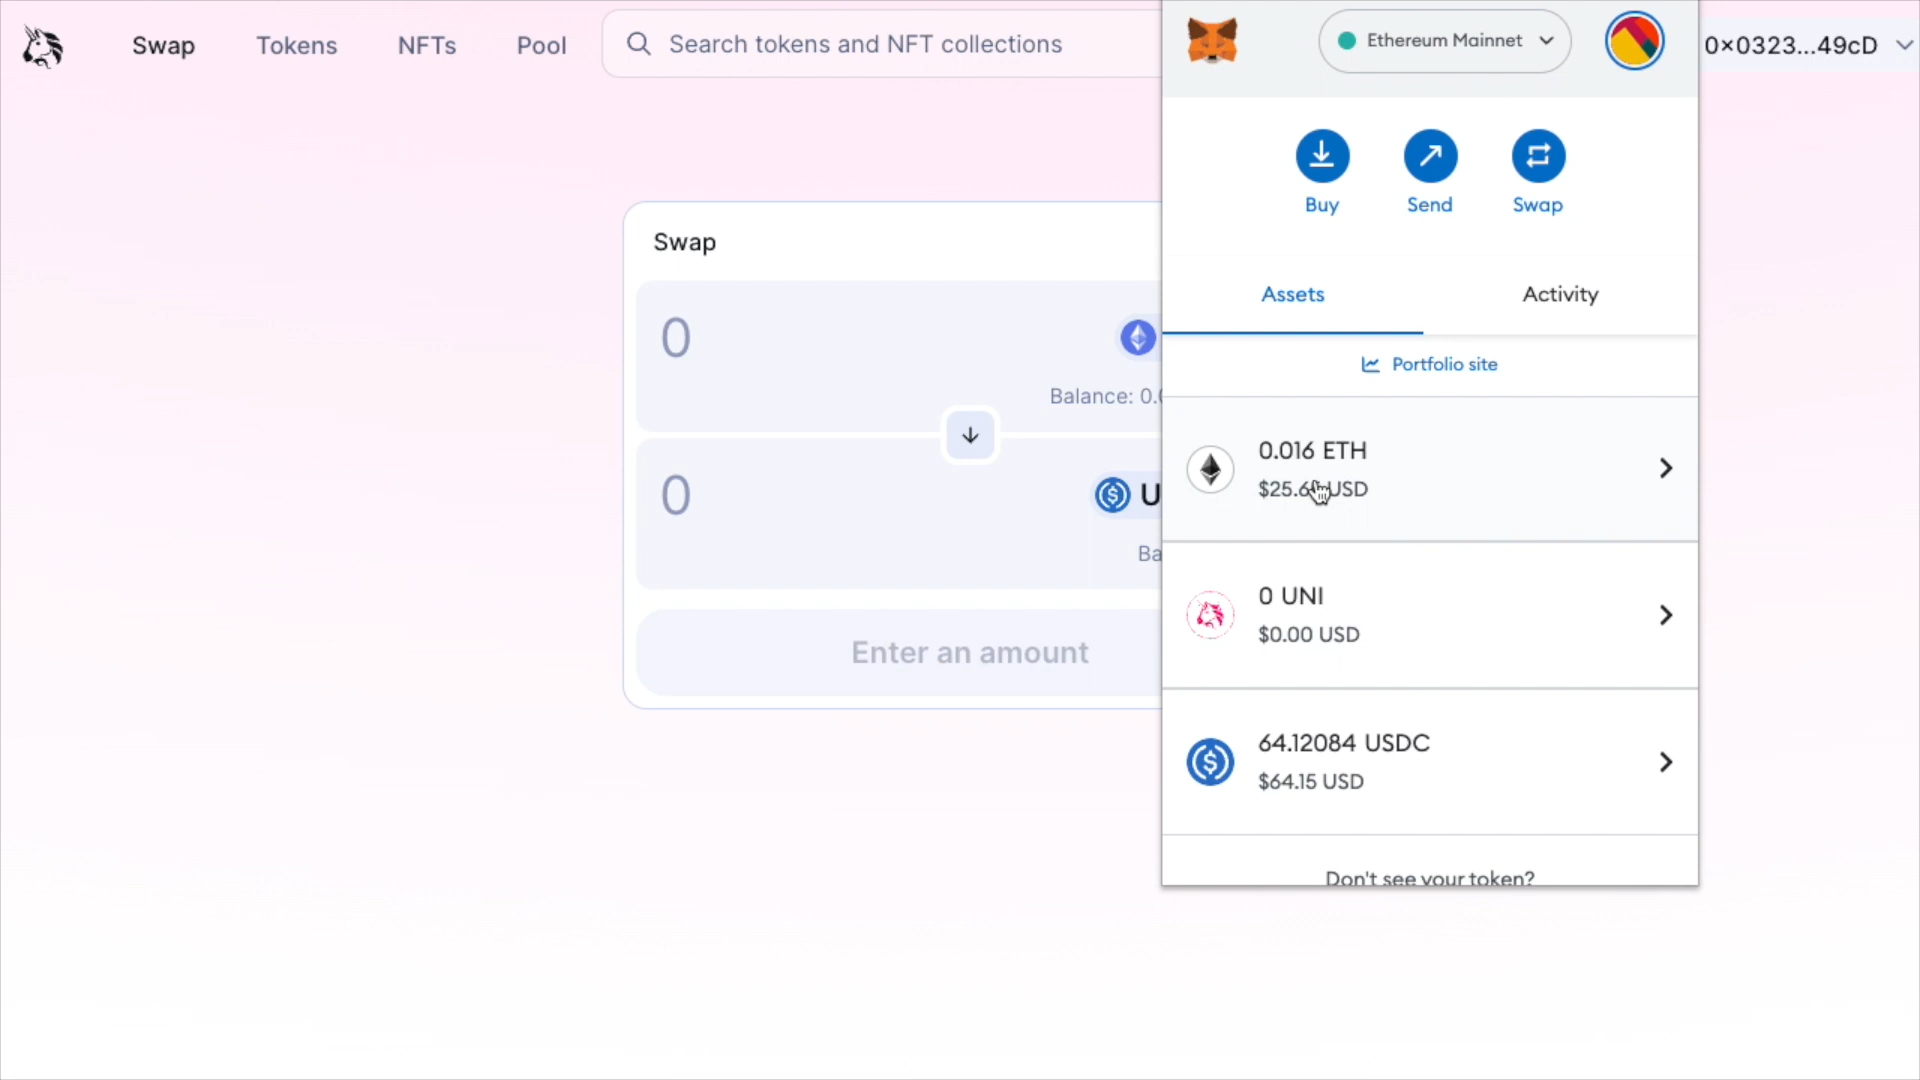 Swap
Tokens
NFTs
Pool
Search tokens and NFT collections
Ethereum Mainnet
0×0323...49cD
Buy
Send
Swap
Swap
Assets
Activity
Portfolio site
0
Balance:
0.016 ETH
USD
0
0 UNI
$0.00 USD
Enter an amount
64.12084 USDC
$64.15 USD
Don't see your token?